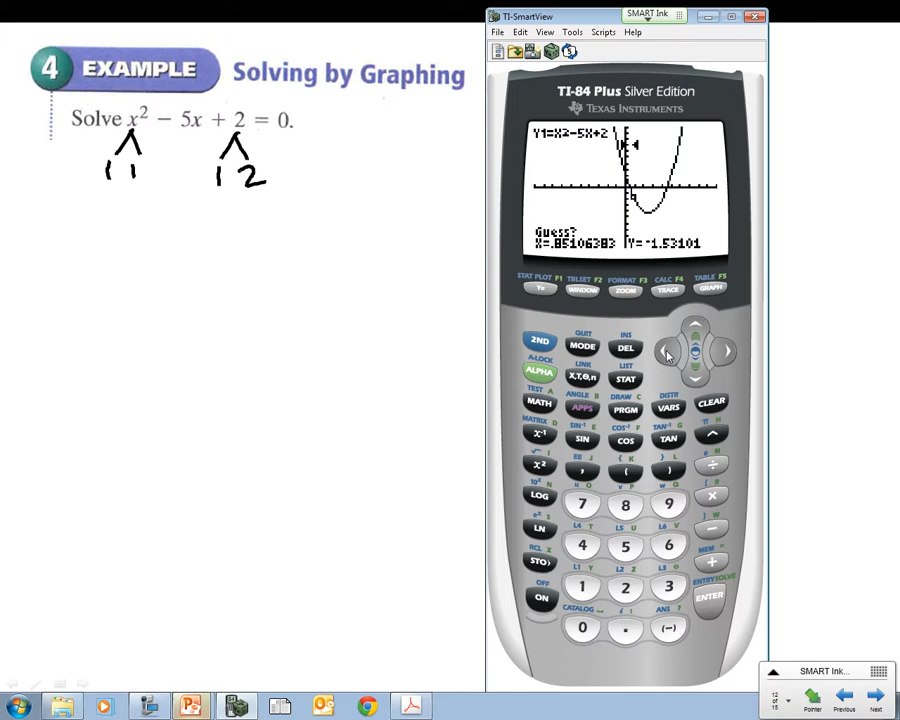 TI-SmartView
SMART Ink
File Edit View Tools Scripts Help
4 EXAMPLE Solving by Graphing
Solve x² − 5x + 2 = 0.
1 1 1 2
TI-84 Plus Silver Edition
TEXAS INSTRUMENTS
Y1=X²-5X+2
Guess?
X=.85106383 Y=-1.53101
STAT PLOT F1 TBLSET F2 FORMAT F3 CALC F4 TABLE F5
Y= WINDOW ZOOM TRACE GRAPH
QUIT INS
2ND MODE DEL
A-LOCK LINK LIST
ALPHA X,T,Θ,n STAT
TEST A ANGLE B DRAW C DISTR
MATH APPS PRGM VARS CLEAR
MATRIX D SIN⁻¹ E COS⁻¹ F TAN⁻¹ G π H
x⁻¹ SIN COS TAN ^
√ I EE J { K } L e M
x² , ( ) ÷
10ˣ N u O v P w Q [ R
LOG 7 8 9 ×
eˣ S L4 T L5 U L6 V ] W
LN 4 5 6 −
RCL X L1 Y L2 Z L3 θ MEM "
STO› 1 2 3 +
OFF CATALOG ⎵ i : ANS ? ENTRY SOLVE
ON 0 . (−) ENTER
SMART Ink...
12 of 15
Pointer Previous Next